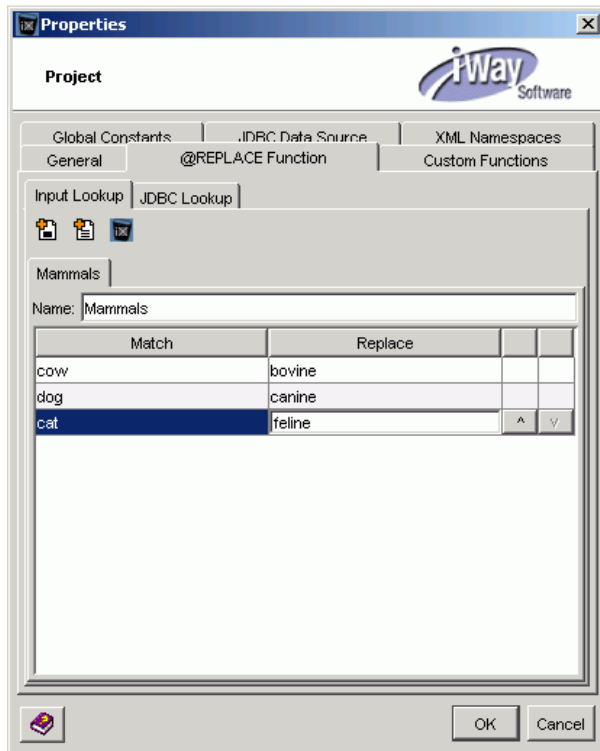 Properties
Project
iWay
Software
Global Constants JDBC Data Source XML Namespaces
General @REPLACE Function Custom Functions
Input Lookup JDBC Lookup
Mammals
Name: Mammals
Match Replace
cow bovine
dog canine
cat feline ^ v
OK Cancel